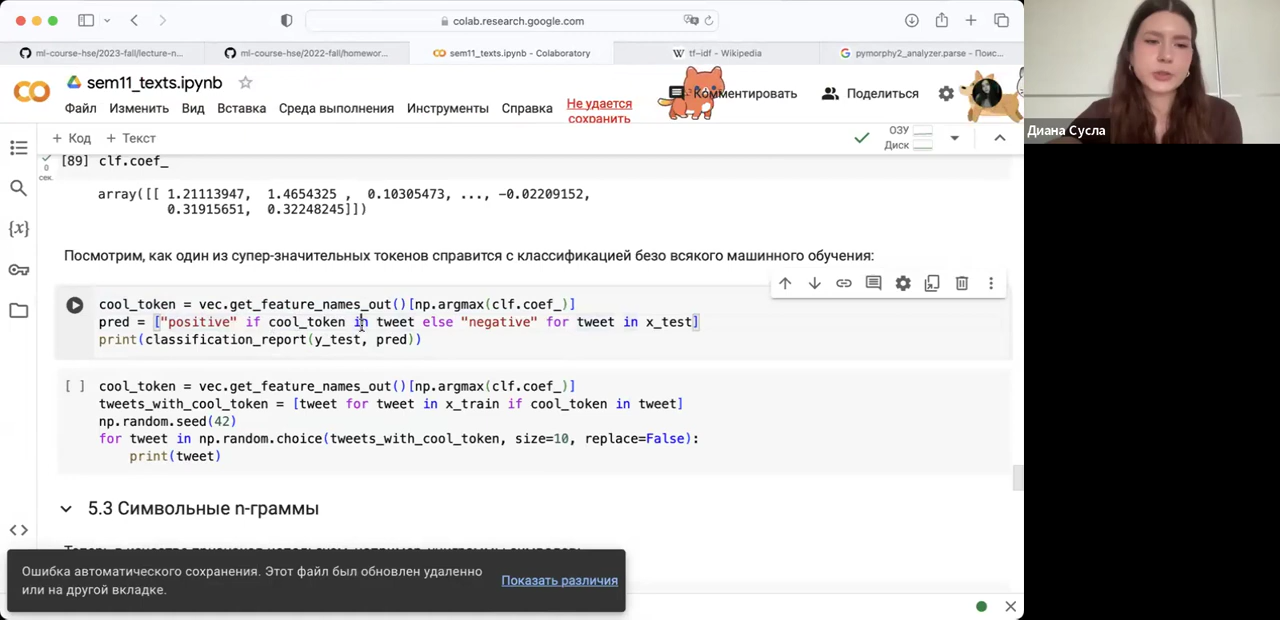 colab.research.google.com
ml-course-hse/2023-fall/lecture-n...
ml-course-hse/2022-fall/homewor...
sem11_texts.ipynb - Colaboratory
tf-idf – Wikipedia
pymorphy2_analyzer.parse - Поис...
sem11_texts.ipynb
Комментировать
Поделиться
Файл Изменить Вид Вставка Среда выполнения Инструменты Справка Не удается сохранить
+ Код + Текст
ОЗУ
Диск
Диана Сусла
[89] clf.coef_
0
сек.
array([[ 1.21113947, 1.4654325 , 0.10305473, ..., -0.02209152,
0.31915651, 0.32248245]])
Посмотрим, как один из супер-значительных токенов справится с классификацией безо всякого машинного обучения:
cool_token = vec.get_feature_names_out()[np.argmax(clf.coef_)]
pred = ["positive" if cool_token in tweet else "negative" for tweet in x_test]
print(classification_report(y_test, pred))
[ ] cool_token = vec.get_feature_names_out()[np.argmax(clf.coef_)]
tweets_with_cool_token = [tweet for tweet in x_train if cool_token in tweet]
np.random.seed(42)
for tweet in np.random.choice(tweets_with_cool_token, size=10, replace=False):
print(tweet)
5.3 Символьные n-граммы
Ошибка автоматического сохранения. Этот файл был обновлен удаленно
или на другой вкладке.
Показать различия